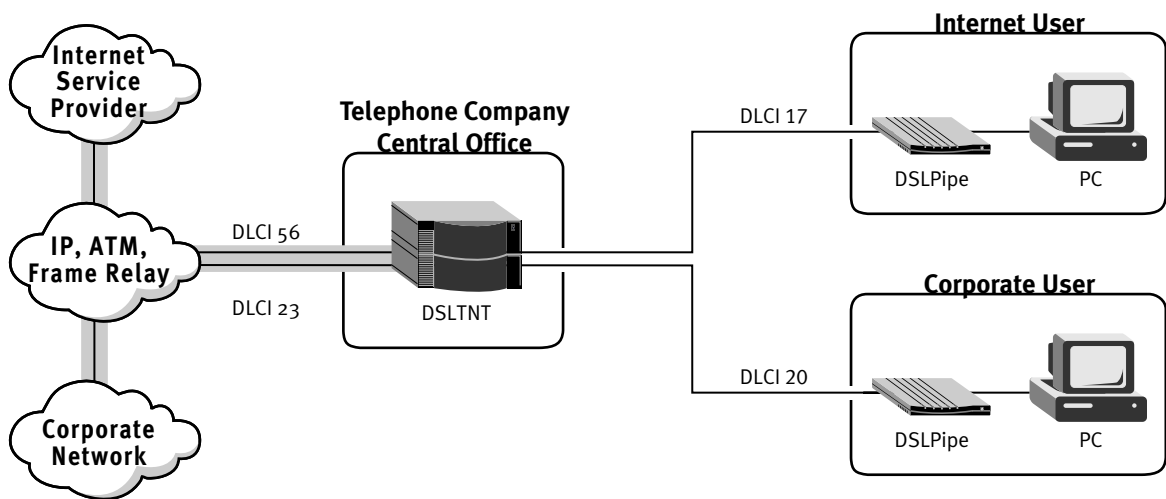 Internet
Service
Provider
IP, ATM,
Frame Relay
Corporate
Network
DLCI 56
DLCI 23
Telephone Company
Central Office
DSLTNT
DLCI 17
DLCI 20
Internet User
DSLPipe
PC
Corporate User
DSLPipe
PC